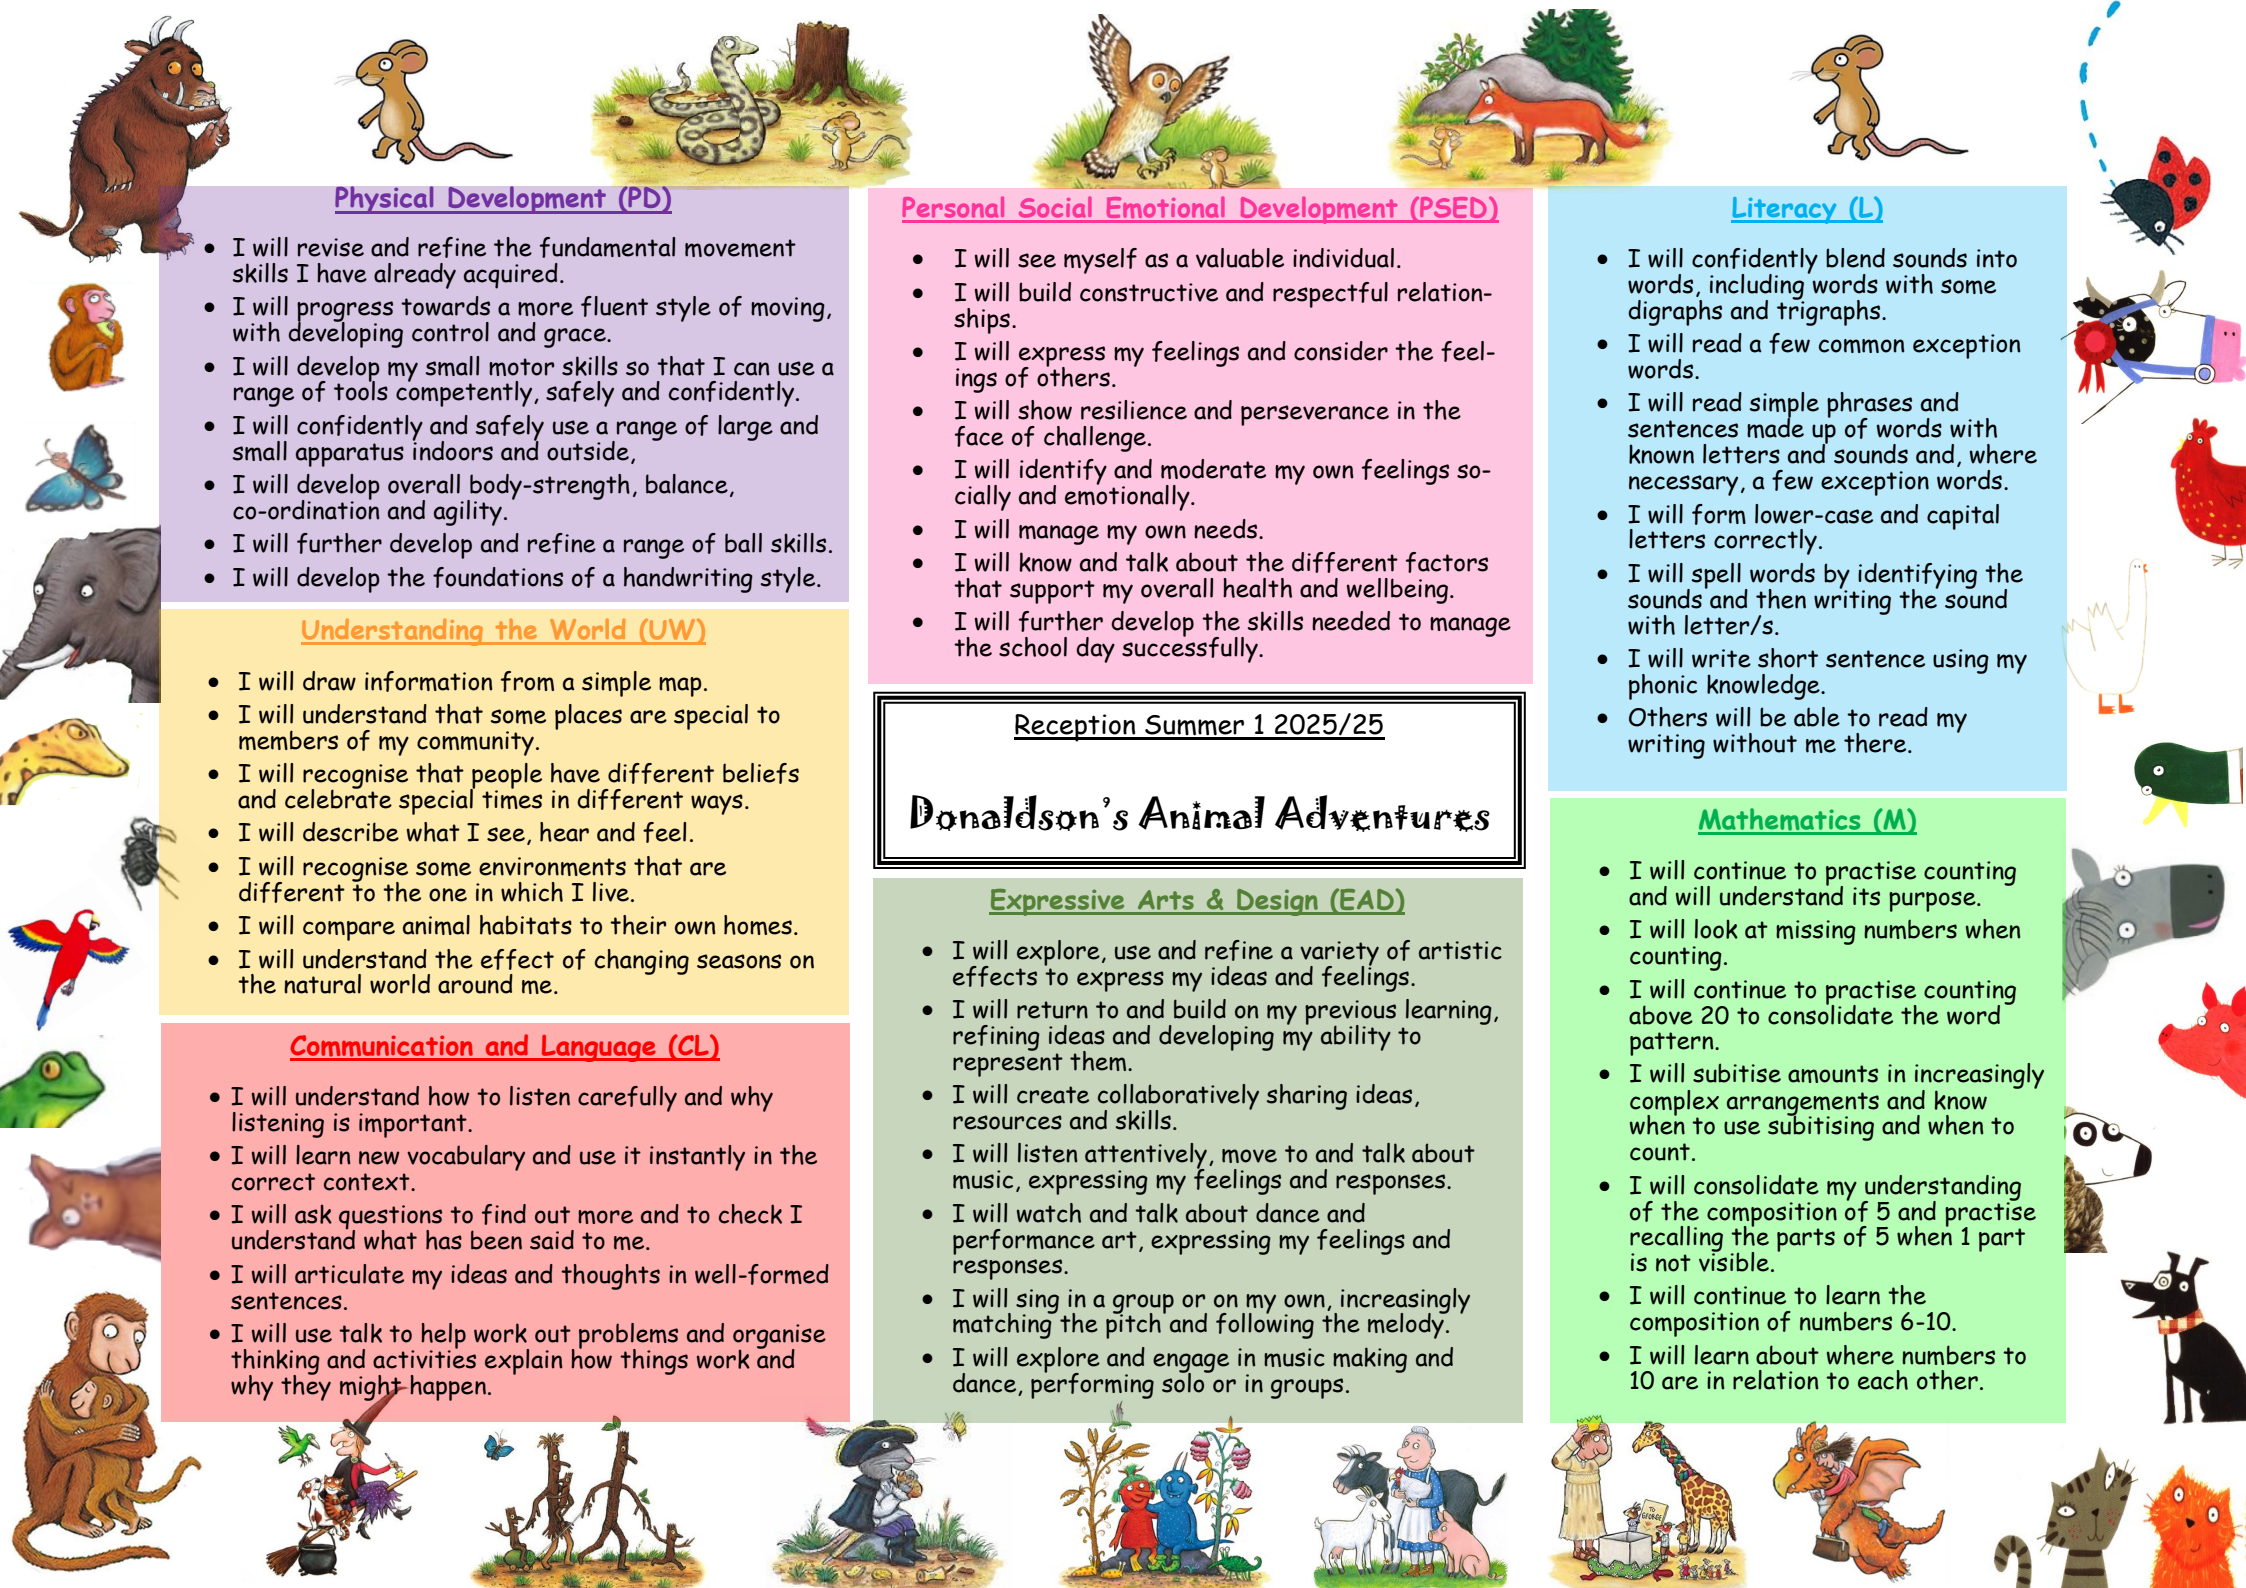 Physical Development (PD)
• I will revise and refine the fundamental movement
skills I have already acquired.
• I will progress towards a more fluent style of moving,
with developing control and grace.
• I will develop my small motor skills so that I can use a
range of tools competently, safely and confidently.
• I will confidently and safely use a range of large and
small apparatus indoors and outside,
• I will develop overall body-strength, balance,
co-ordination and agility.
• I will further develop and refine a range of ball skills.
• I will develop the foundations of a handwriting style.
Understanding the World (UW)
• I will draw information from a simple map.
• I will understand that some places are special to
members of my community.
• I will recognise that people have different beliefs
and celebrate special times in different ways.
• I will describe what I see, hear and feel.
• I will recognise some environments that are
different to the one in which I live.
• I will compare animal habitats to their own homes.
• I will understand the effect of changing seasons on
the natural world around me.
Communication and Language (CL)
• I will understand how to listen carefully and why
listening is important.
• I will learn new vocabulary and use it instantly in the
correct context.
• I will ask questions to find out more and to check I
understand what has been said to me.
• I will articulate my ideas and thoughts in well-formed
sentences.
• I will use talk to help work out problems and organise
thinking and activities explain how things work and
why they might happen.
Personal Social Emotional Development (PSED)
• I will see myself as a valuable individual.
• I will build constructive and respectful relation-
ships.
• I will express my feelings and consider the feel-
ings of others.
• I will show resilience and perseverance in the
face of challenge.
• I will identify and moderate my own feelings so-
cially and emotionally.
• I will manage my own needs.
• I will know and talk about the different factors
that support my overall health and wellbeing.
• I will further develop the skills needed to manage
the school day successfully.
Reception Summer 1 2025/25
Donaldson's Animal Adventures
Expressive Arts & Design (EAD)
• I will explore, use and refine a variety of artistic
effects to express my ideas and feelings.
• I will return to and build on my previous learning,
refining ideas and developing my ability to
represent them.
• I will create collaboratively sharing ideas,
resources and skills.
• I will listen attentively, move to and talk about
music, expressing my feelings and responses.
• I will watch and talk about dance and
performance art, expressing my feelings and
responses.
• I will sing in a group or on my own, increasingly
matching the pitch and following the melody.
• I will explore and engage in music making and
dance, performing solo or in groups.
Literacy (L)
• I will confidently blend sounds into
words, including words with some
digraphs and trigraphs.
• I will read a few common exception
words.
• I will read simple phrases and
sentences made up of words with
known letters and sounds and, where
necessary, a few exception words.
• I will form lower-case and capital
letters correctly.
• I will spell words by identifying the
sounds and then writing the sound
with letter/s.
• I will write short sentence using my
phonic knowledge.
• Others will be able to read my
writing without me there.
Mathematics (M)
• I will continue to practise counting
and will understand its purpose.
• I will look at missing numbers when
counting.
• I will continue to practise counting
above 20 to consolidate the word
pattern.
• I will subitise amounts in increasingly
complex arrangements and know
when to use subitising and when to
count.
• I will consolidate my understanding
of the composition of 5 and practise
recalling the parts of 5 when 1 part
is not visible.
• I will continue to learn the
composition of numbers 6-10.
• I will learn about where numbers to
10 are in relation to each other.
TO
GEORGE